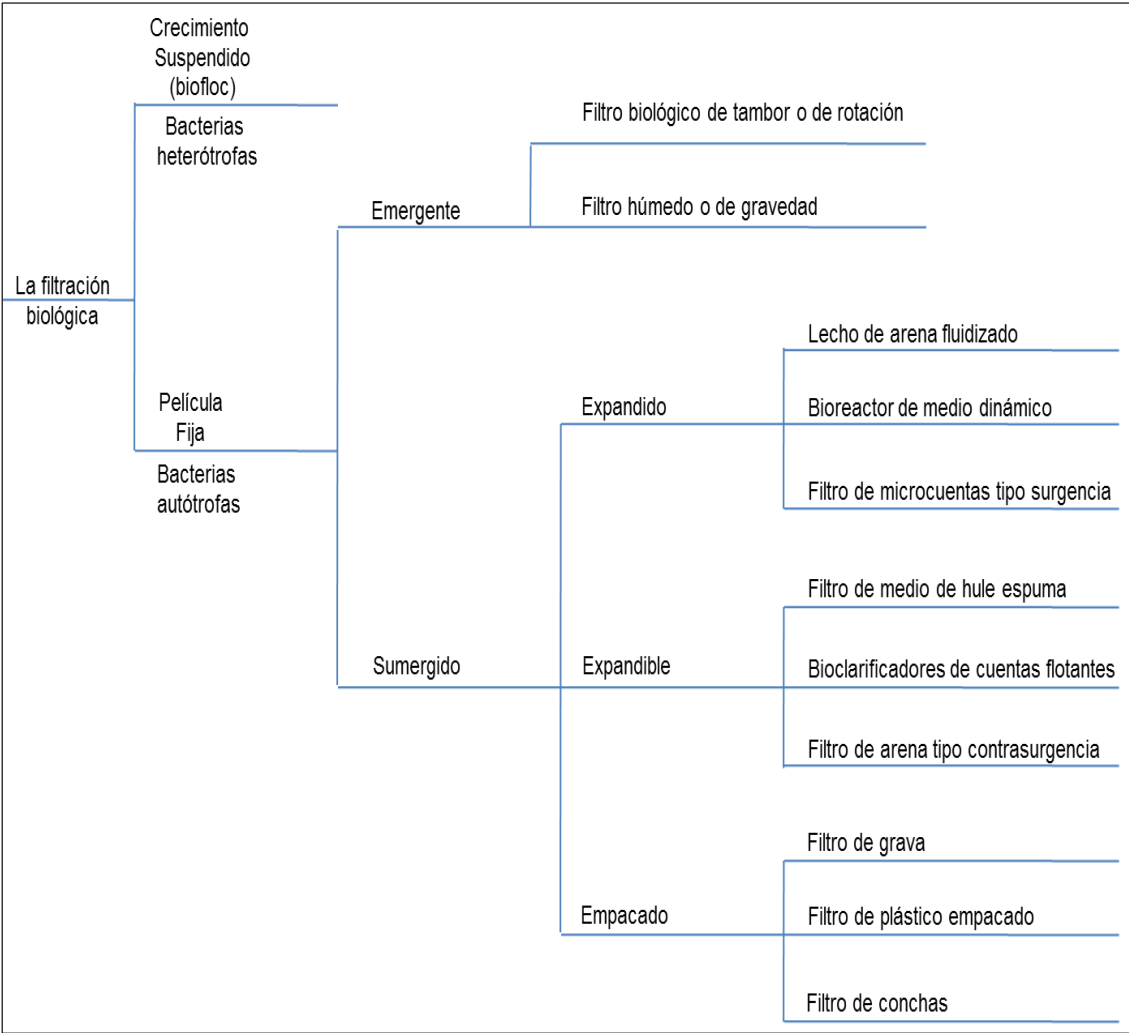 La filtración
biológica
Crecimiento
Suspendido
(biofloc)
Bacterias
heterótrofas
Película
Fija
Bacterias
autótrofas
Emergente
Filtro biológico de tambor o de rotación
Filtro húmedo o de gravedad
Sumergido
Expandido
Lecho de arena fluidizado
Bioreactor de medio dinámico
Filtro de microcuentas tipo surgencia
Expandible
Filtro de medio de hule espuma
Bioclarificadores de cuentas flotantes
Filtro de arena tipo contrasurgencia
Empacado
Filtro de grava
Filtro de plástico empacado
Filtro de conchas